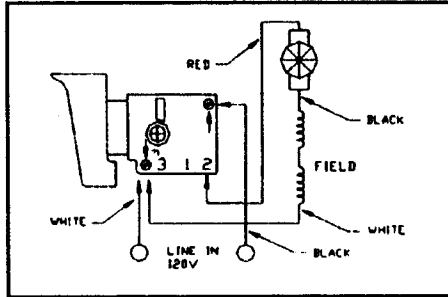 RED
BLACK
3 1 2
FIELD
WHITE
LINE IN
120V
WHITE
BLACK